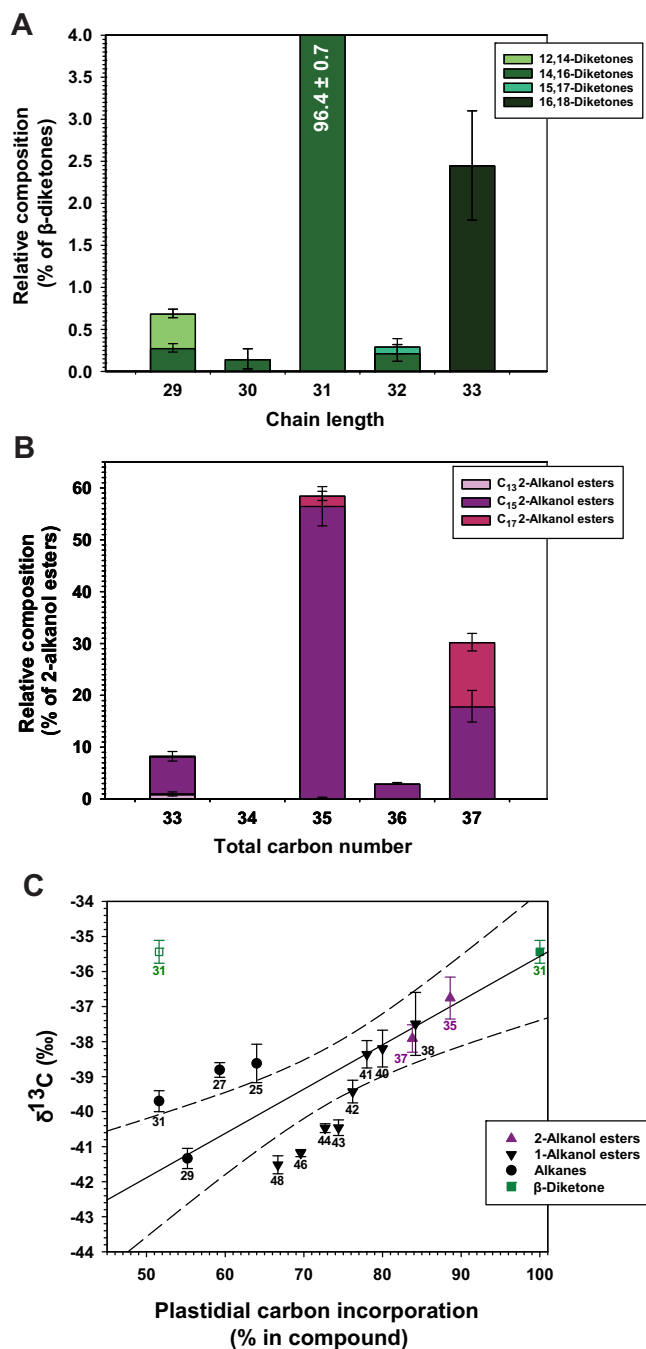 A
Relative composition
(% of β-diketones)
4.0
3.5
3.0
2.5
2.0
1.5
1.0
0.5
0.0
96.4 ± 0.7
12,14-Diketones
14,16-Diketones
15,17-Diketones
16,18-Diketones
29 30 31 32 33
Chain length
B
Relative composition
(% of 2-alkanol esters)
60
50
40
30
20
10
0
C13 2-Alkanol esters
C15 2-Alkanol esters
C17 2-Alkanol esters
33 34 35 36 37
Total carbon number
C
δ13C (‰)
-34
-35
-36
-37
-38
-39
-40
-41
-42
-43
-44
31
31
35
37
38
41
40
27
25
42
31
44
43
29
46
48
2-Alkanol esters
1-Alkanol esters
Alkanes
β-Diketone
50 60 70 80 90 100
Plastidial carbon incorporation
(% in compound)